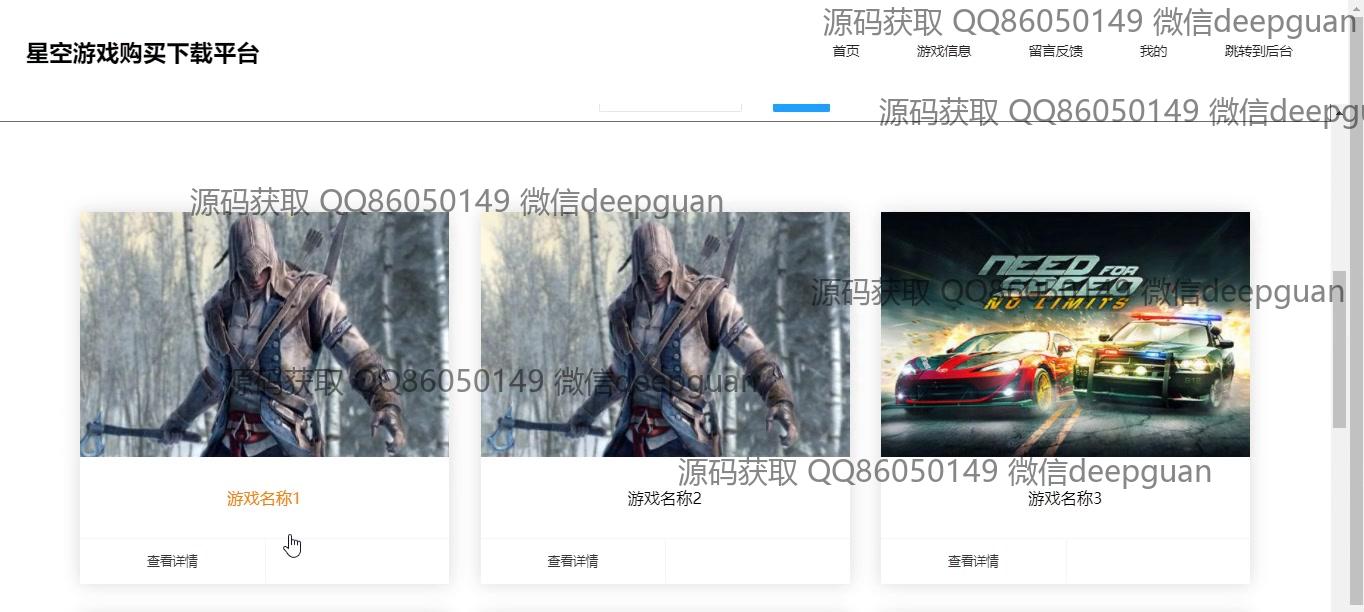 源码获取 QQ86050149 微信deepguan
星空游戏购买下载平台
首页 游戏信息 留言反馈 我的 跳转到后台
源码获取 QQ86050149 微信deepgu
源码获取 QQ86050149 微信deepguan
NEED FOR
SPEED
NO LIMITS
源码获取 QQ86050149 微信deepguan
源码获取 QQ86050149 微信deepguan
源码获取 QQ86050149 微信deepguan
游戏名称1 游戏名称2 游戏名称3
查看详情 查看详情 查看详情